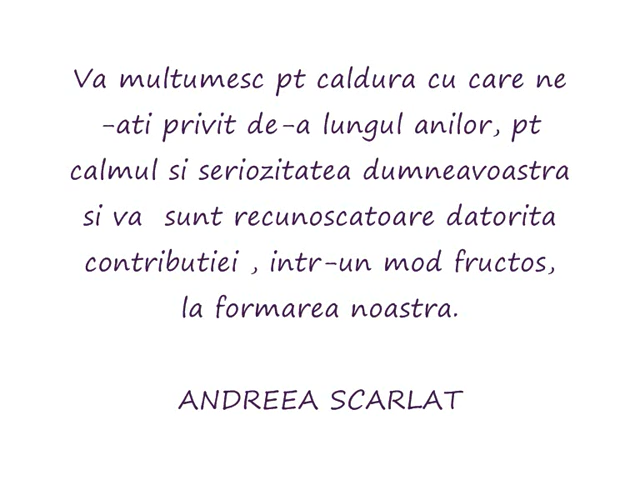 Va multumesc pt caldura cu care ne
-ati privit de-a lungul anilor, pt
calmul si seriozitatea dumneavoastra
si va  sunt recunoscatoare datorita
contributiei , intr-un mod fructos,
la formarea noastra.
ANDREEA SCARLAT